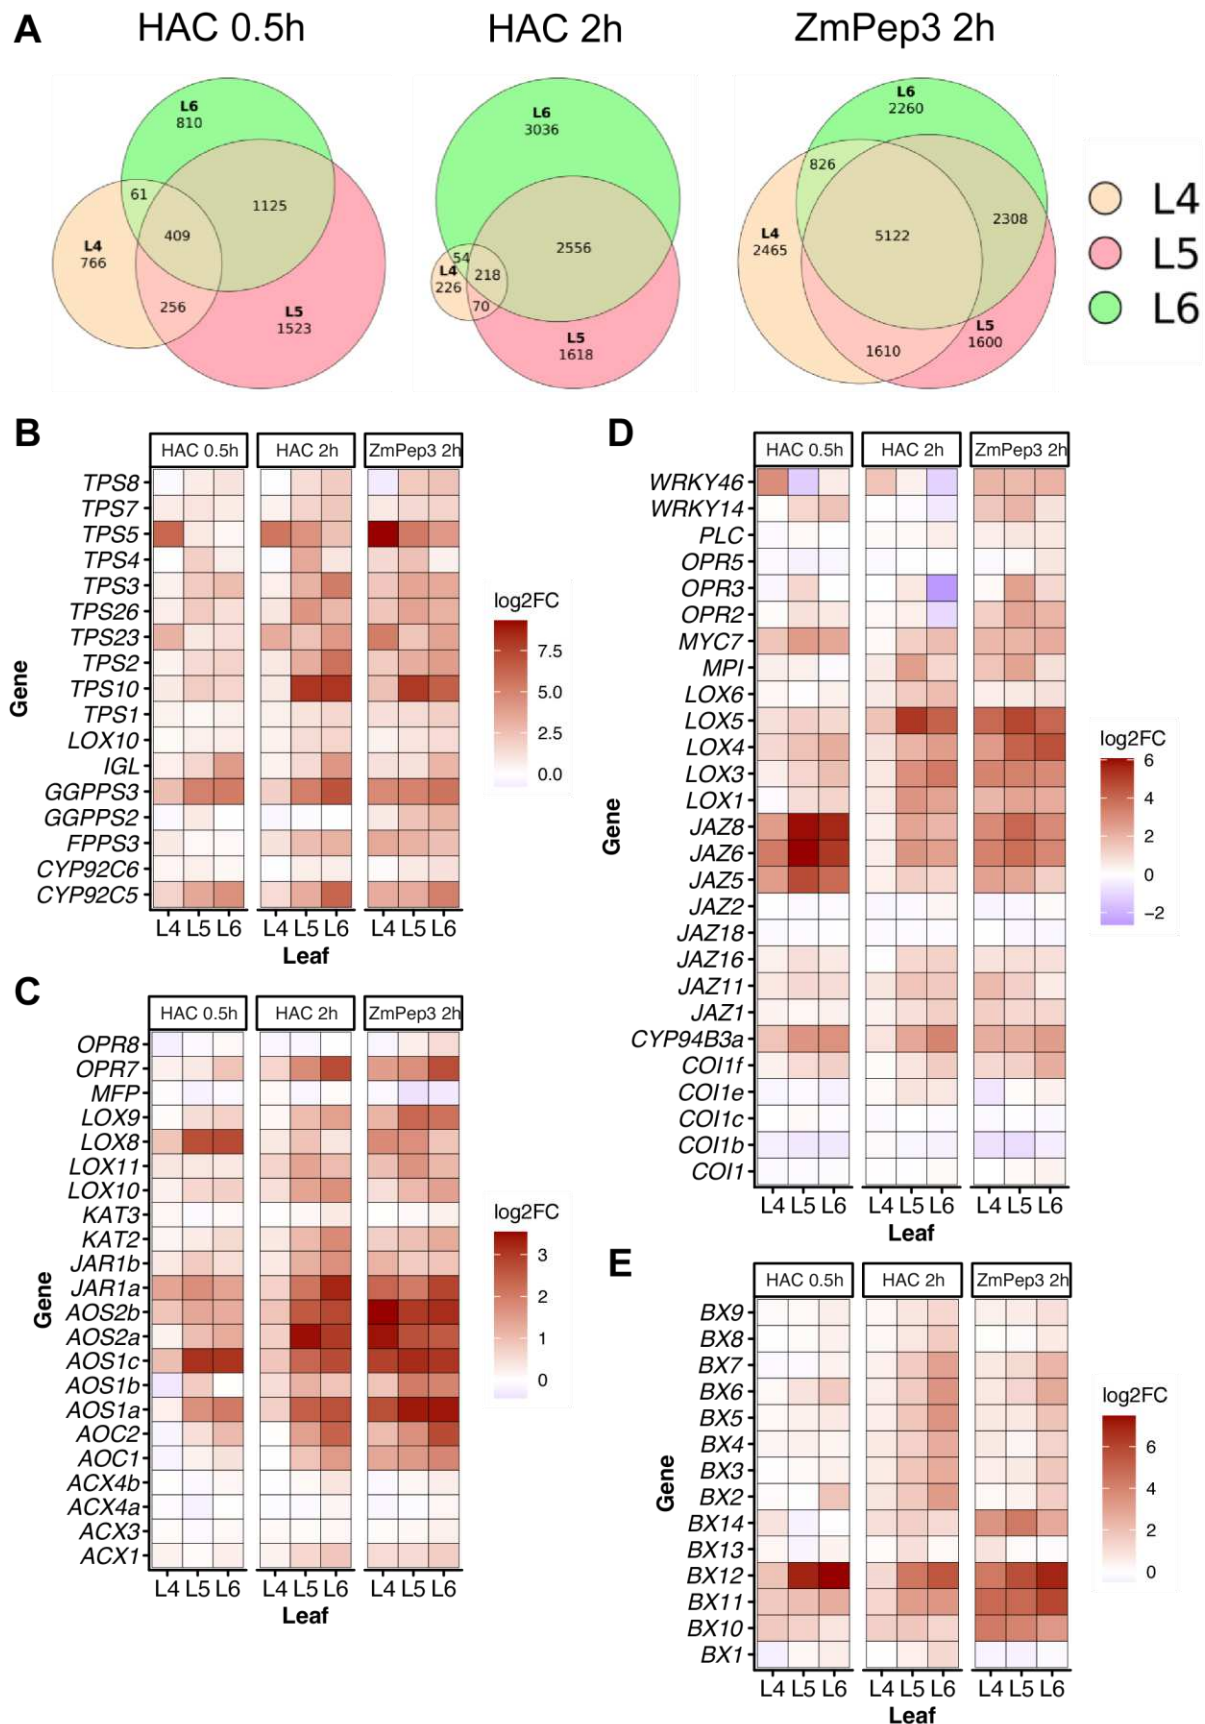 A
HAC 0.5h
HAC 2h
ZmPep3 2h
L6
810
61
1125
409
L4
766
256
L5
1523
L6
3036
54
L4
226
218
2556
70
L5
1618
L6
2260
826
2308
L4
2465
5122
L5
1600
1610
L4
L5
L6
B
HAC 0.5h
HAC 2h
ZmPep3 2h
Gene
TPS8
TPS7
TPS5
TPS4
TPS3
TPS26
TPS23
TPS2
TPS10
TPS1
LOX10
IGL
GGPPS3
GGPPS2
FPPS3
CYP92C6
CYP92C5
L4 L5 L6
L4 L5 L6
L4 L5 L6
Leaf
log2FC
7.5
5.0
2.5
0.0
C
HAC 0.5h
HAC 2h
ZmPep3 2h
Gene
OPR8
OPR7
MFP
LOX9
LOX8
LOX11
LOX10
KAT3
KAT2
JAR1b
JAR1a
AOS2b
AOS2a
AOS1c
AOS1b
AOS1a
AOC2
AOC1
ACX4b
ACX4a
ACX3
ACX1
L4 L5 L6
L4 L5 L6
L4 L5 L6
Leaf
log2FC
3
2
1
0
D
HAC 0.5h
HAC 2h
ZmPep3 2h
Gene
WRKY46
WRKY14
PLC
OPR5
OPR3
OPR2
MYC7
MPI
LOX6
LOX5
LOX4
LOX3
LOX1
JAZ8
JAZ6
JAZ5
JAZ2
JAZ18
JAZ16
JAZ11
JAZ1
CYP94B3a
COI1f
COI1e
COI1c
COI1b
COI1
L4 L5 L6
L4 L5 L6
L4 L5 L6
Leaf
log2FC
6
4
2
0
−2
E
HAC 0.5h
HAC 2h
ZmPep3 2h
Gene
BX9
BX8
BX7
BX6
BX5
BX4
BX3
BX2
BX14
BX13
BX12
BX11
BX10
BX1
L4 L5 L6
L4 L5 L6
L4 L5 L6
Leaf
log2FC
6
4
2
0